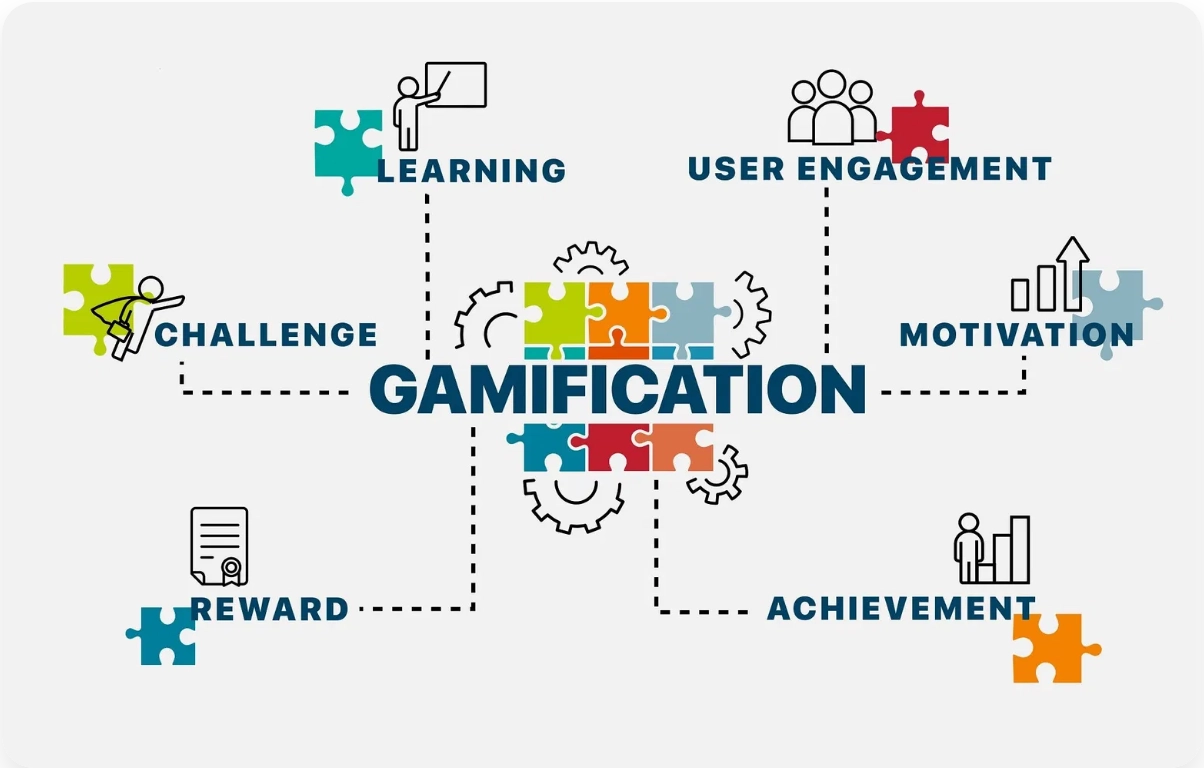 LEARNING
USER ENGAGEMENT
CHALLENGE
MOTIVATION
GAMIFICATION
REWARD
ACHIEVEMENT